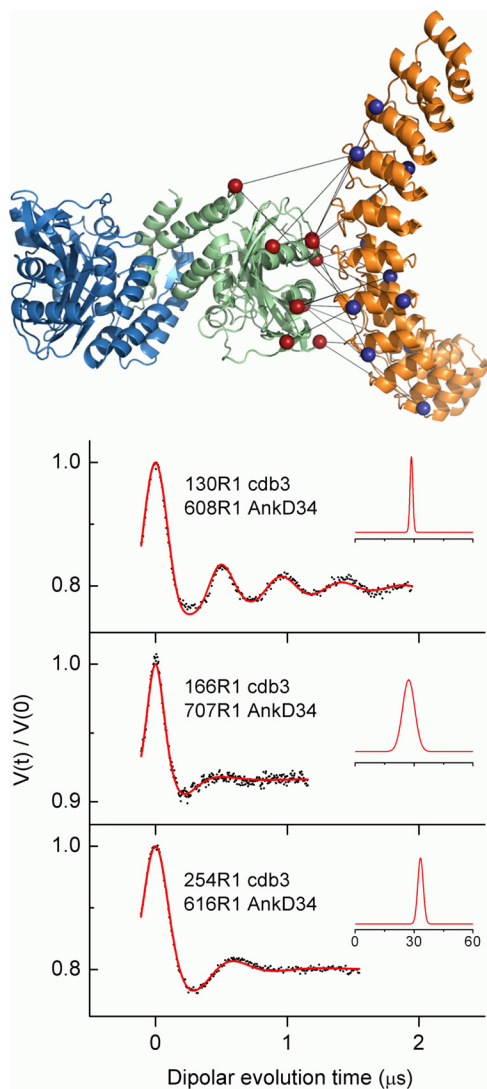 1.0
130R1 cdb3
608R1 AnkD34
0.8
1.0
166R1 cdb3
707R1 AnkD34
0.9
V(t) / V(0)
1.0
254R1 cdb3
616R1 AnkD34
0 30 60
0.8
0 1 2
Dipolar evolution time (μs)